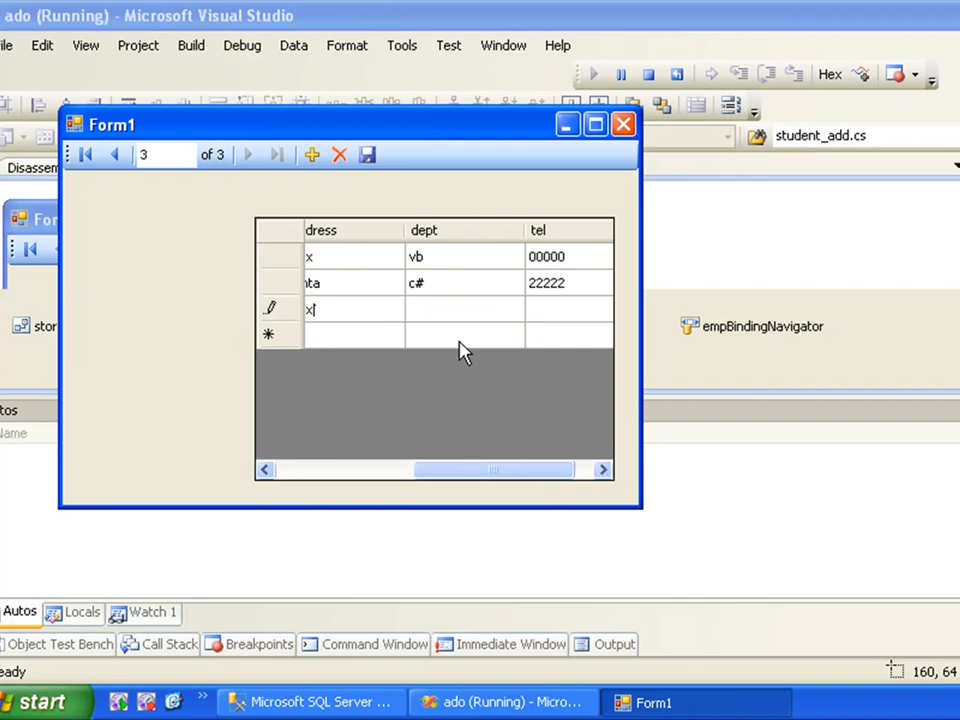 ado (Running) - Microsoft Visual Studio
ile Edit View Project Build Debug Data Format Tools Test Window Help
Hex
Form1
student_add.cs
3 of 3
Disassem
For
dress dept tel
x vb 00000
nta c# 22222
x
stor
empBindingNavigator
tos
Name
Autos Locals Watch 1
Object Test Bench Call Stack Breakpoints Command Window Immediate Window Output
eady
160, 64
start
Microsoft SQL Server ...
ado (Running) - Micro...
Form1